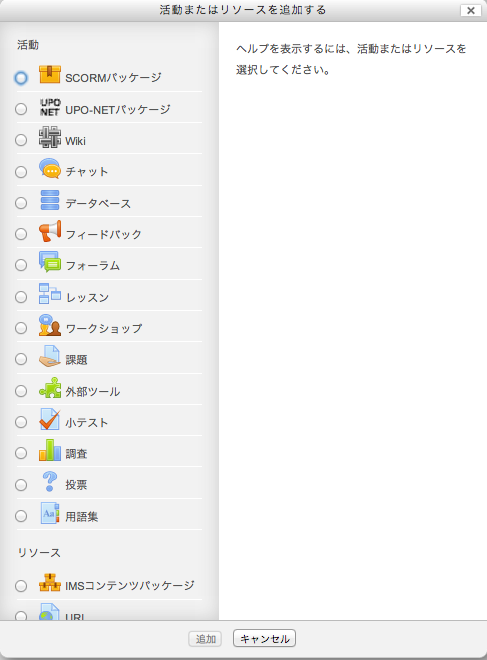 活動またはリソースを追加する
活動
SCORMパッケージ
UPO
NET
UPO-NETパッケージ
Wiki
チャット
データベース
フィードバック
フォーラム
レッスン
ワークショップ
課題
外部ツール
小テスト
調査
投票
Aa
用語集
リソース
IMSコンテンツパッケージ
URL
ヘルプを表示するには、活動またはリソースを
選択してください。
追加
キャンセル